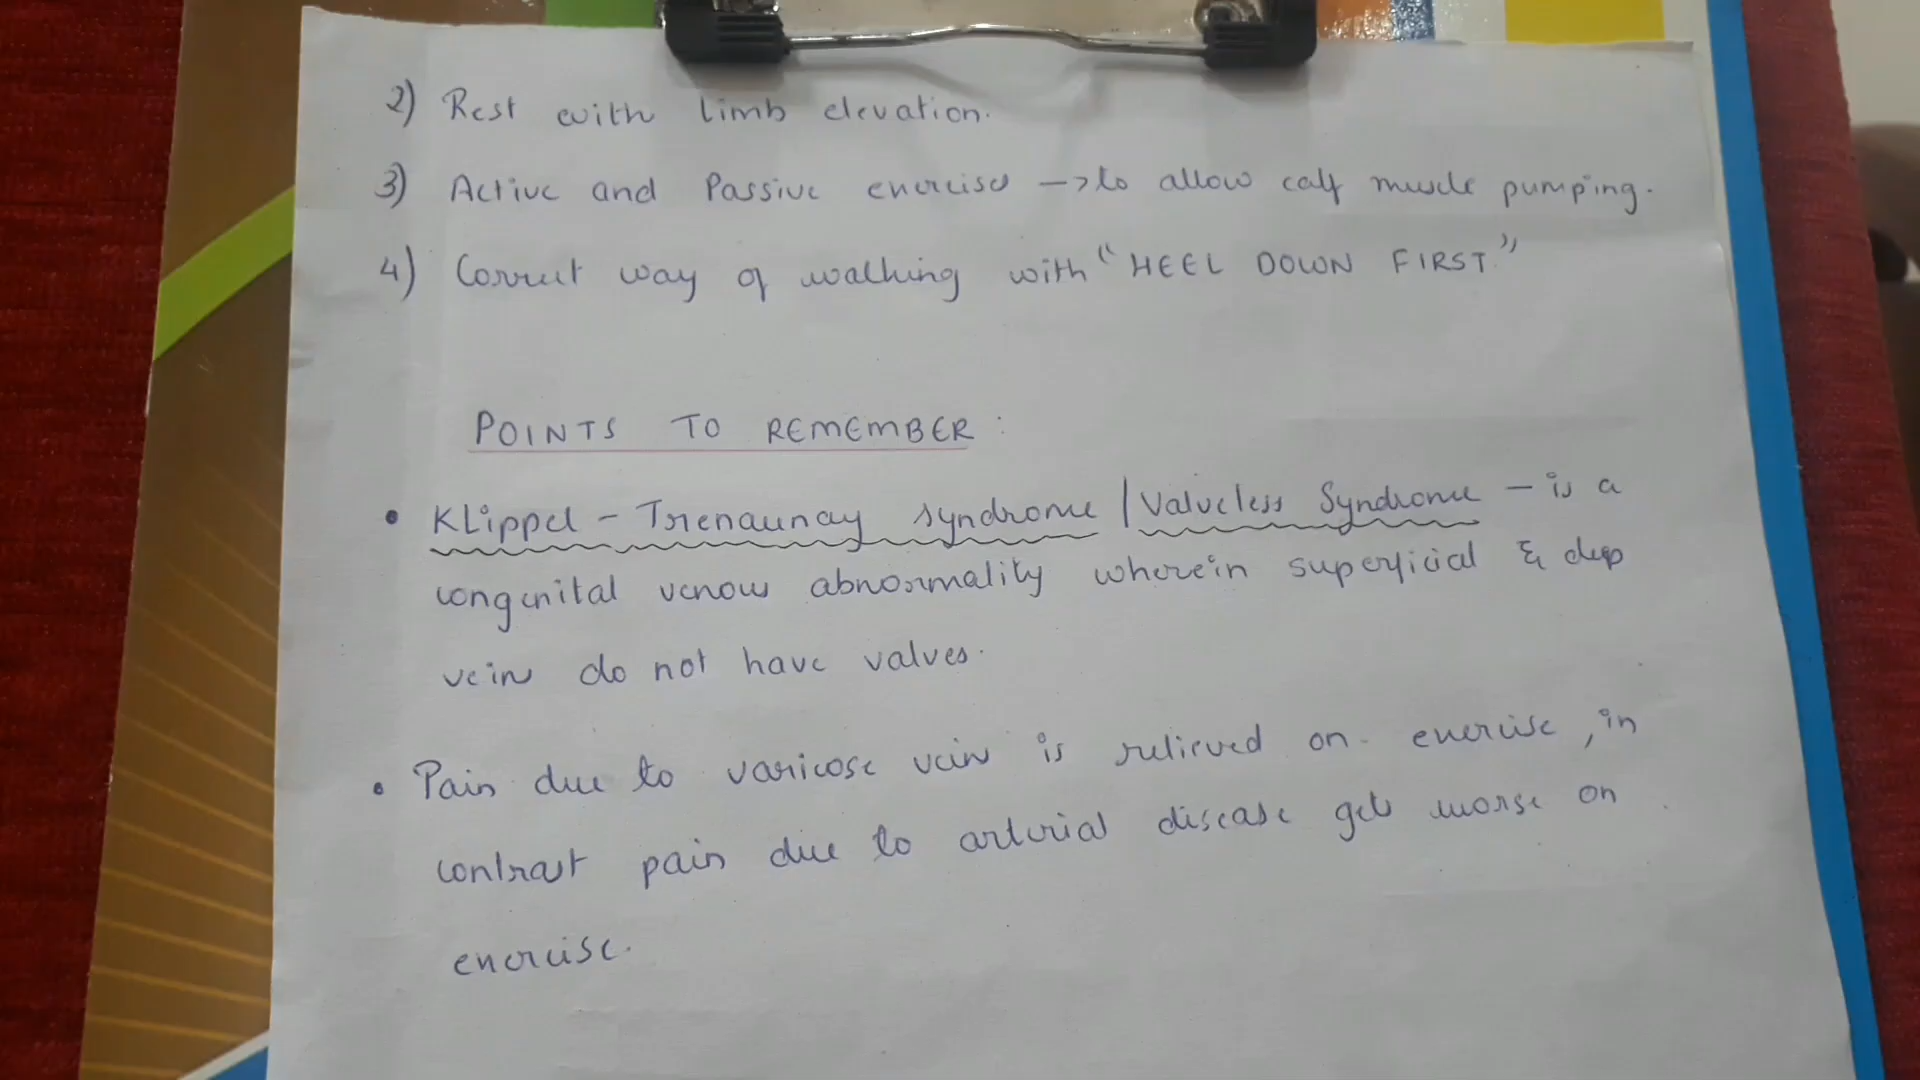 2) Rest with limb elevation.
3) Active and Passive exercises → to allow calf muscle pumping.
4) Correct way of walking with "HEEL DOWN FIRST."
POINTS TO REMEMBER :
• Klippel - Trenaunay syndrome / Valveless Syndrome - is a
congenital venous abnormality wherein superficial & deep
veins do not have valves.
• Pain due to varicose veins is relieved on exercise, in
contrast pain due to arterial disease gets worse on
exercise.